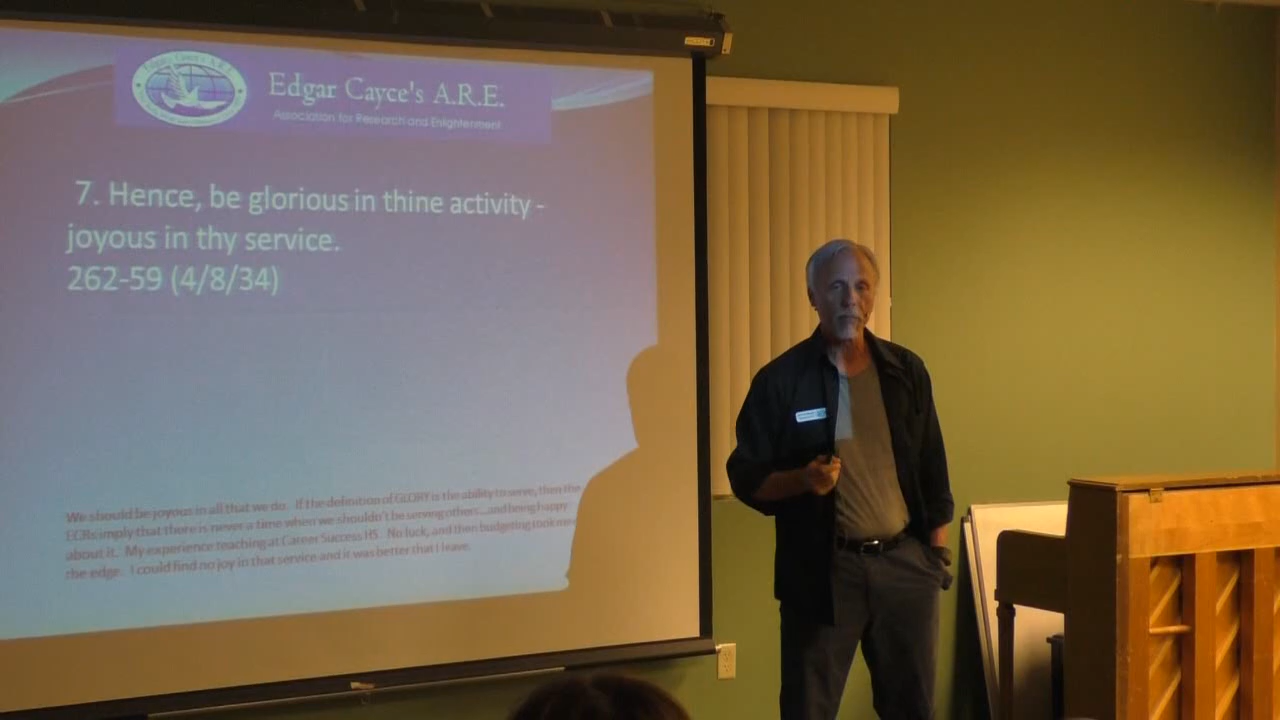 Edgar Cayce's A.R.E.
Edgar Cayce's A.R.E.
Association for Research and Enlightenment
7. Hence, be glorious in thine activity -
joyous in thy service.
262-59 (4/8/34)
We should be joyous in all that we do. If the definition of GLORY is the ability to serve, then the
ECRs imply that there is never a time when we shouldn't be serving others...and being happy
about it. My experience teaching at Career Success HS. No luck, and then budgeting took me
the edge. I could find no joy in that service and it was better that I leave.